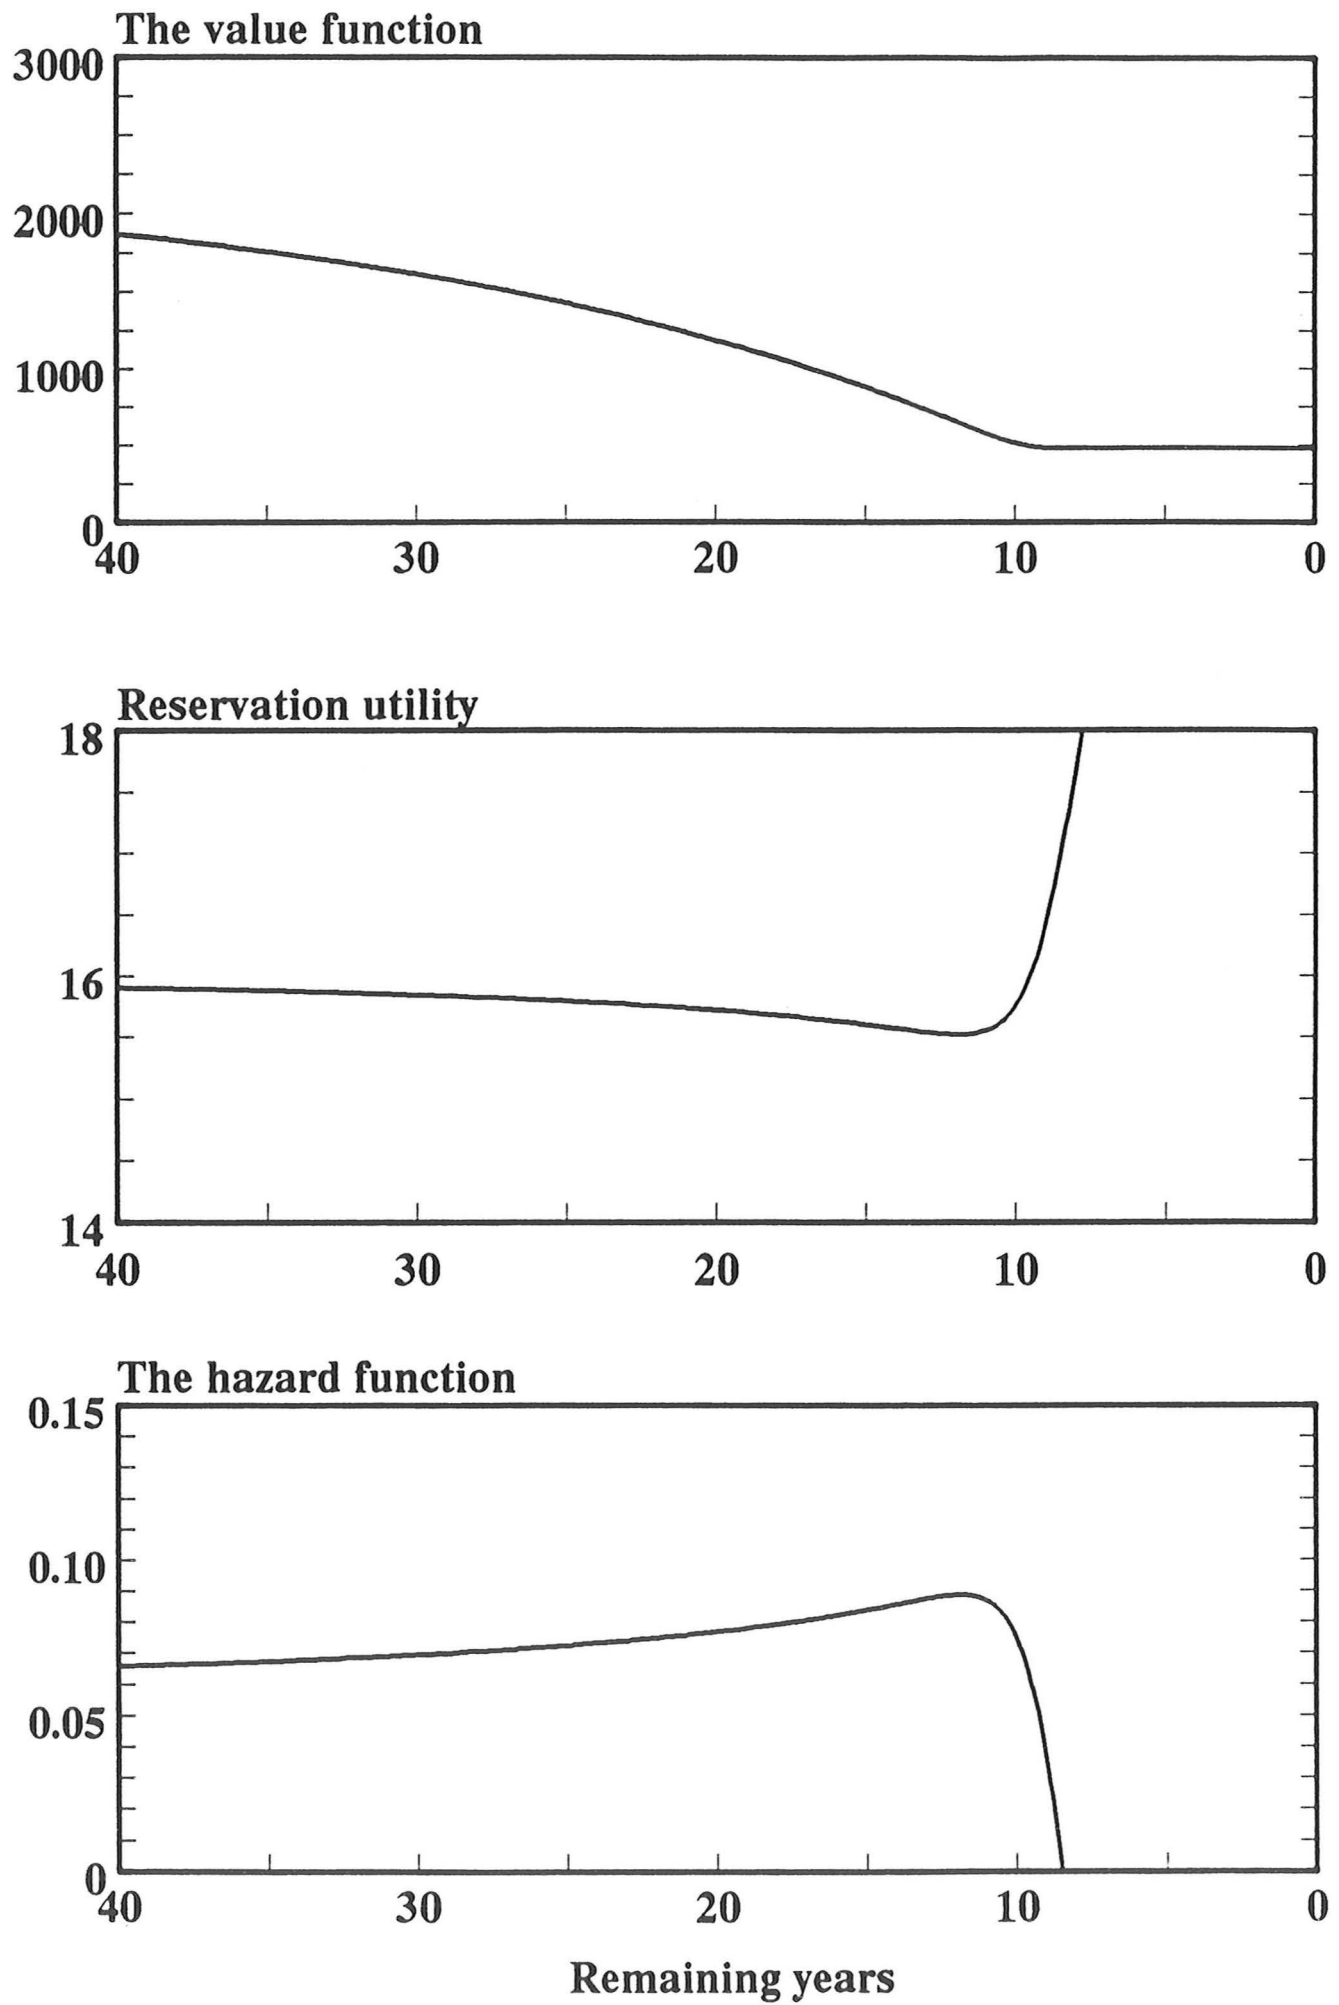 The value function
3000
2000
1000
0
40 30 20 10 0
Reservation utility
18
16
14
40 30 20 10 0
The hazard function
0.15
0.10
0.05
0
40 30 20 10 0
Remaining years